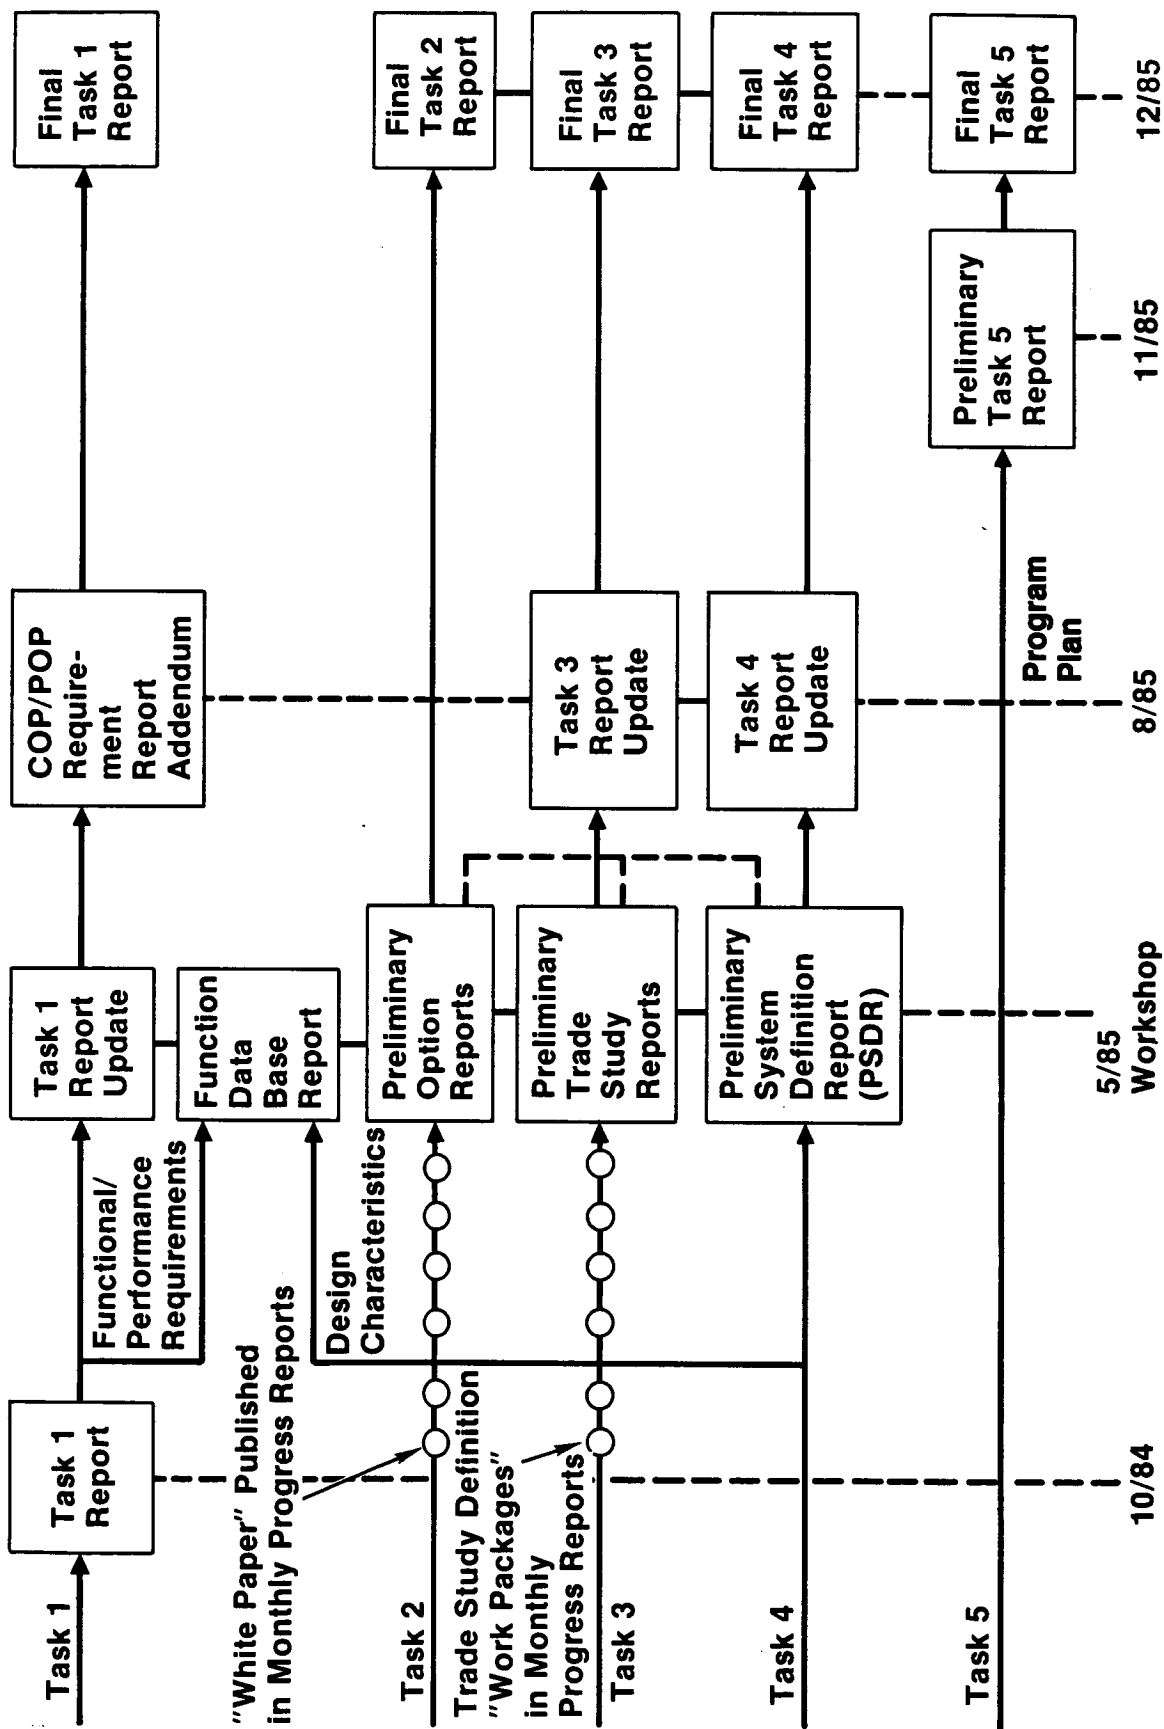 Task 1
Task 1
Report
Functional/
Performance
Requirements
Task 1
Report
Update
COP/POP
Require-
ment
Report
Addendum
Final
Task 1
Report
"White Paper" Published
in Monthly Progress Reports
Function
Data
Base
Report
Design
Characteristics
Task 2
Preliminary
Option
Reports
Final
Task 2
Report
Trade Study Definition
"Work Packages"
in Monthly
Progress Reports
Task 3
Preliminary
Trade
Study
Reports
Task 3
Report
Update
Final
Task 3
Report
Task 4
Preliminary
System
Definition
Report
(PSDR)
Task 4
Report
Update
Final
Task 4
Report
Task 5
Program
Plan
Preliminary
Task 5
Report
Final
Task 5
Report
10/84
5/85
Workshop
8/85
11/85
12/85